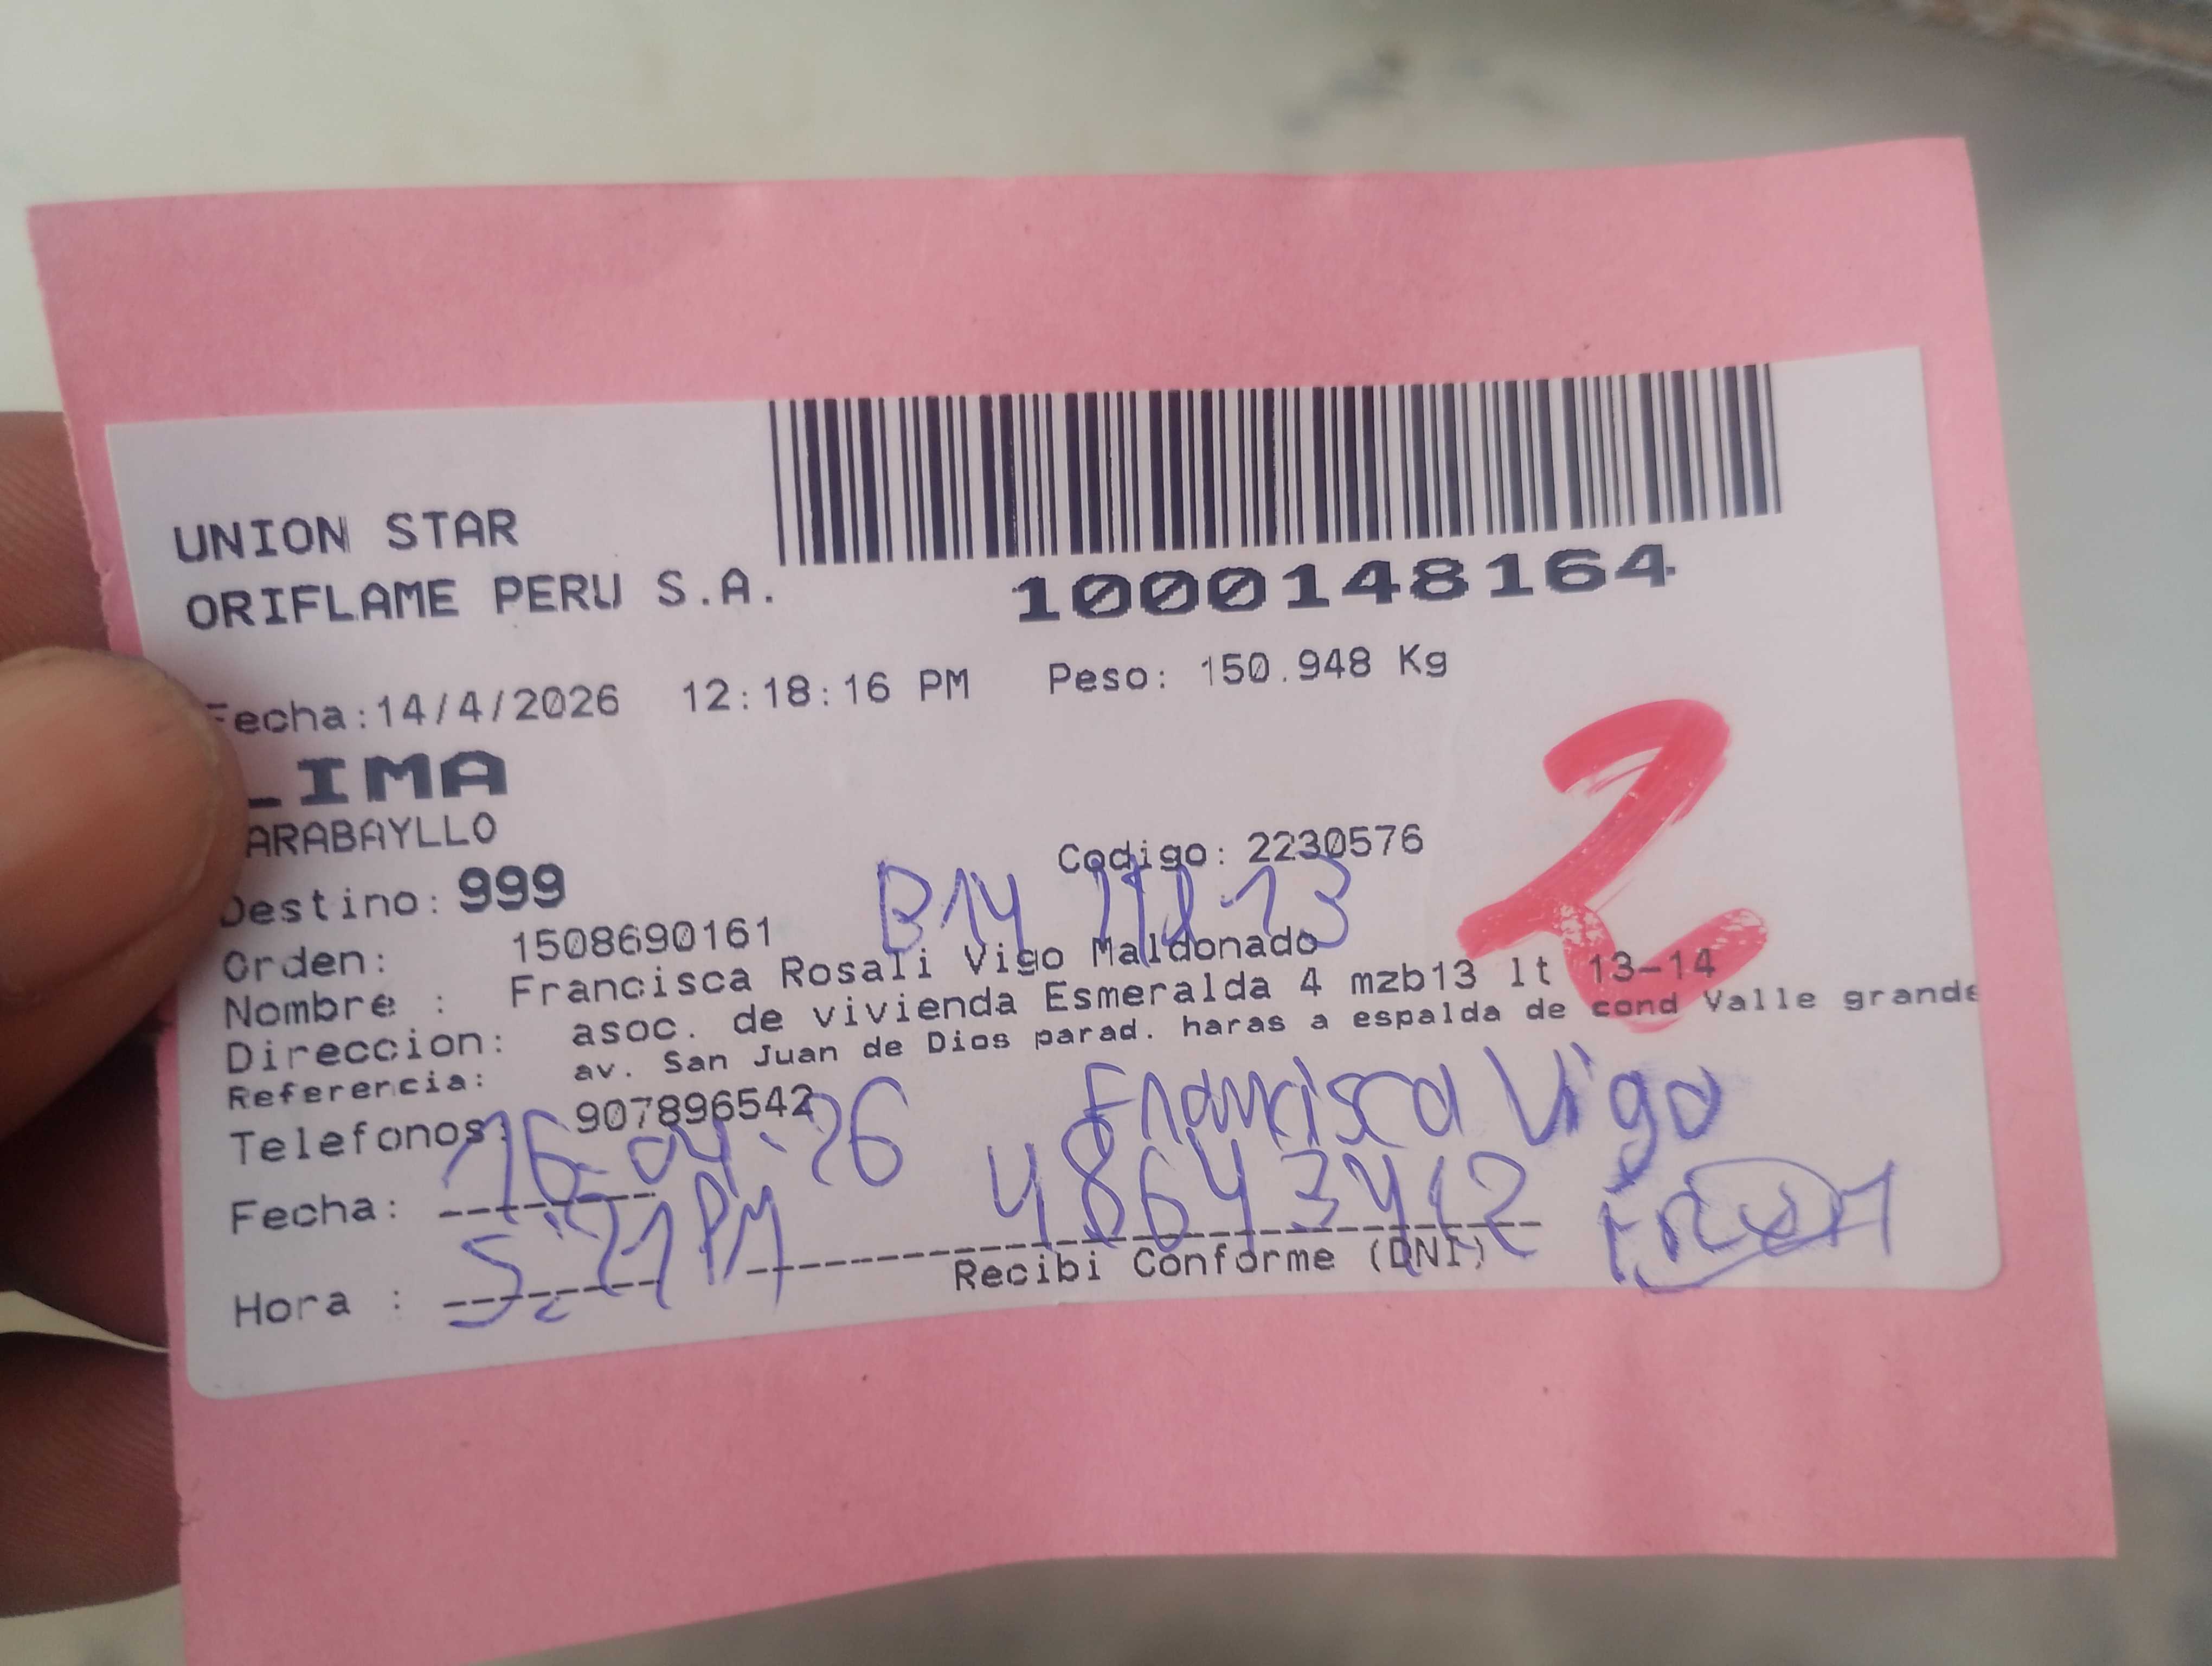 UNION STAR
ORIFLAME PERU S.A.
1000148164
Fecha:14/4/2026 12:18:16 PM Peso: 150.948 Kg
LIMA
ARABAYLLO
Codigo: 2230576
Destino: 999
B14
Orden: 1508690161
Nombre : Francisca Rosali Vigo Maldonado
Direccion: asoc. de vivienda Esmeralda 4 mzb13 lt 13-14
Referencia: av. San Juan de Dios parad. haras a espalda de cond Valle grande
Telefonos: 907896542
2
Francisca Vigo
Fecha: 16-04-26
48643412
Hora : 5:21 PM
Recibi Conforme (DNI)